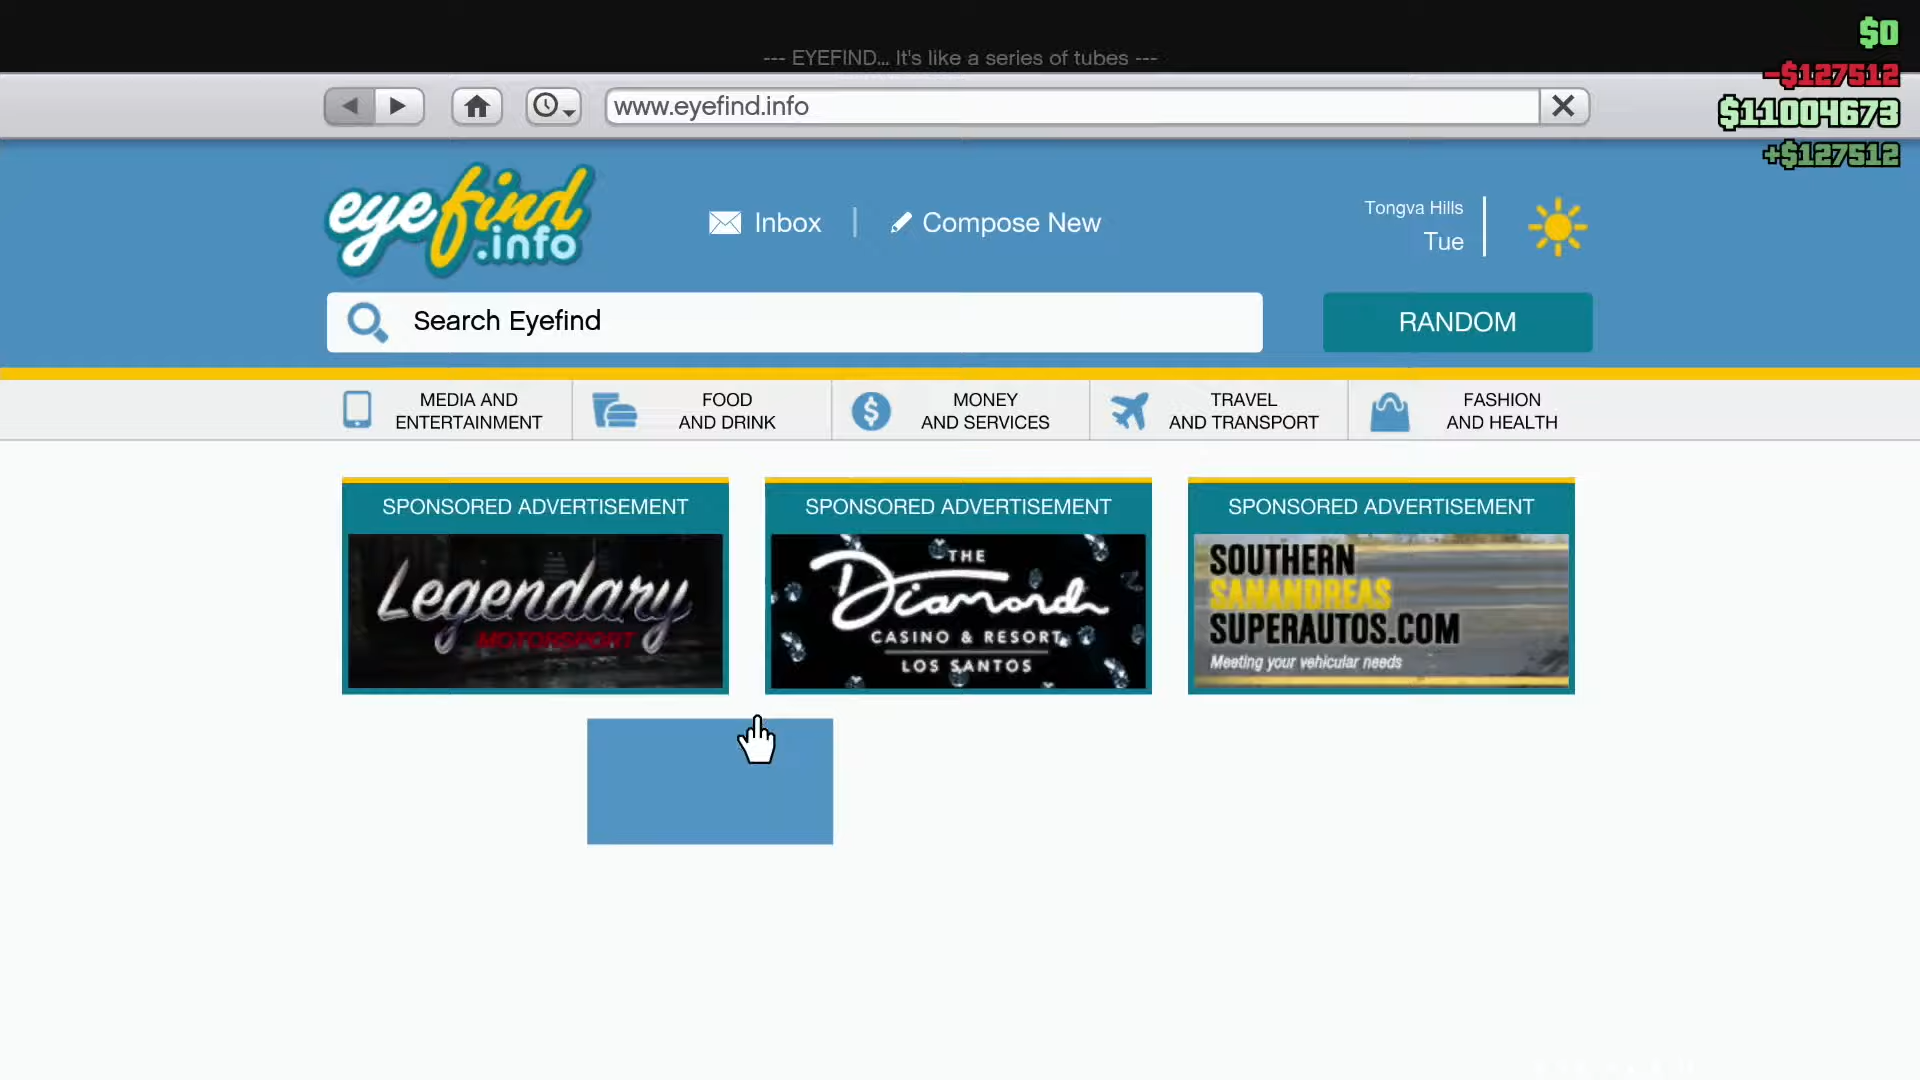 --- EYEFIND... It's like a series of tubes ---
$0
-$127512
$11004673
+$127512
www.eyefind.info
eyefind
.info
Inbox
Compose New
Tongva Hills
Tue
Search Eyefind
RANDOM
MEDIA AND
ENTERTAINMENT
FOOD
AND DRINK
MONEY
AND SERVICES
TRAVEL
AND TRANSPORT
FASHION
AND HEALTH
SPONSORED ADVERTISEMENT
Legendary
MOTORSPORT
SPONSORED ADVERTISEMENT
THE
Diamond
CASINO & RESORT
LOS SANTOS
SPONSORED ADVERTISEMENT
SOUTHERN
SANANDREAS
SUPERAUTOS.COM
Meeting your vehicular needs